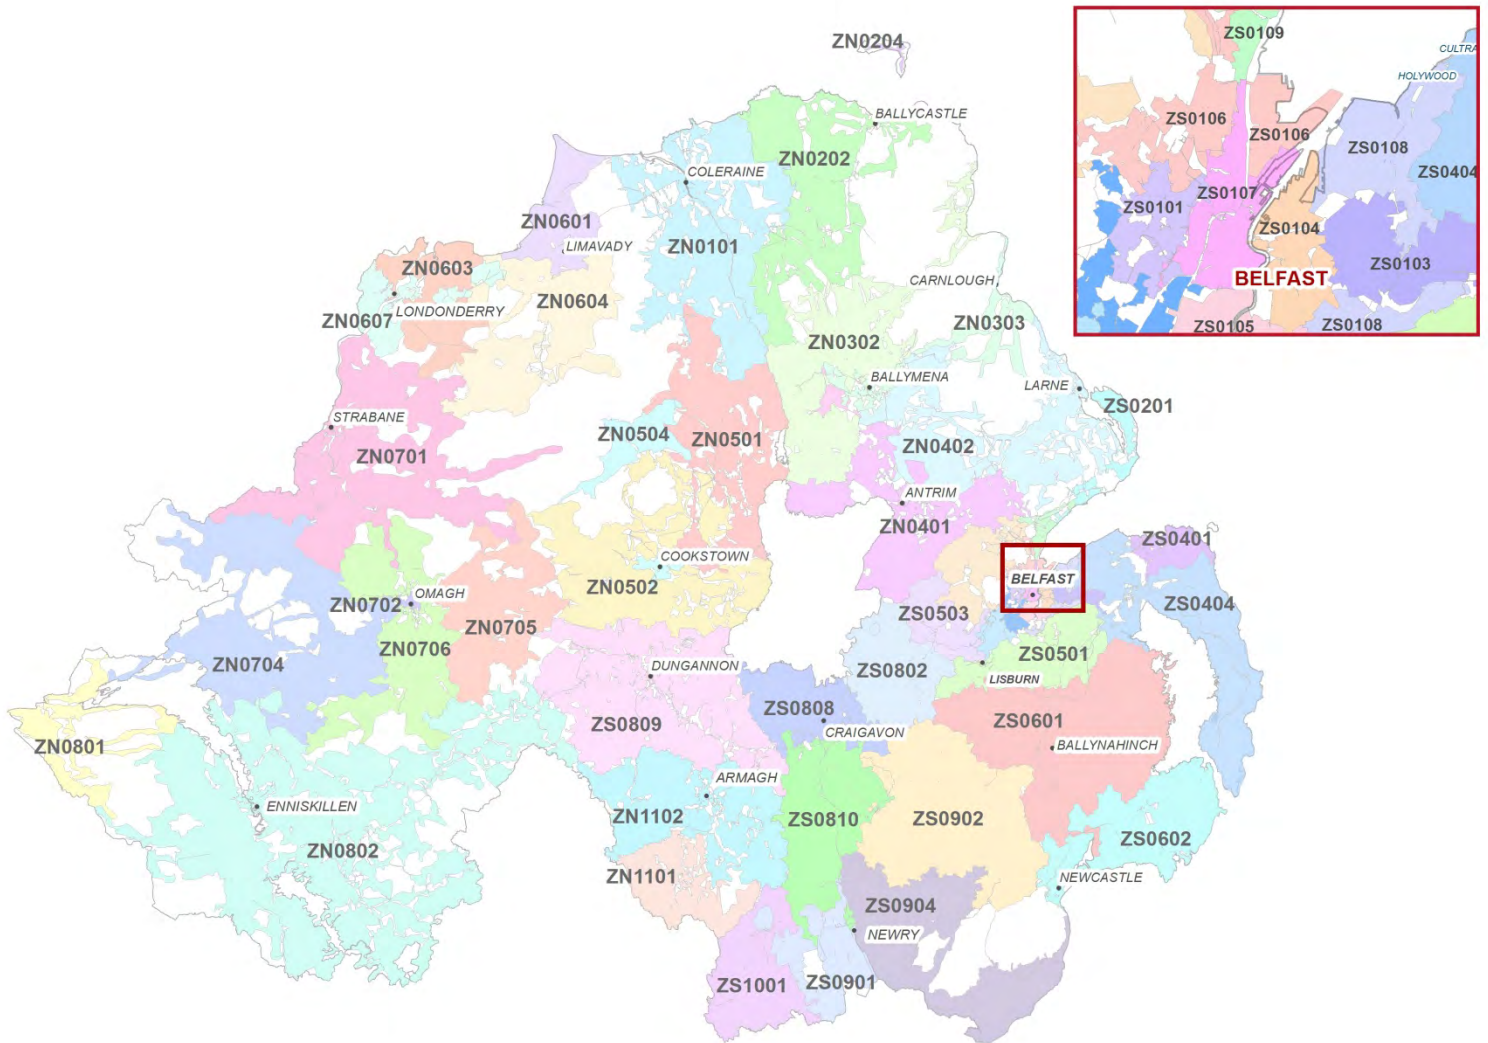 ZS0109
CULTRA
HOLYWOOD
ZS0106
ZS0106
ZS0108
ZS0404
ZS0101
ZS0107
ZS0104
ZS0103
BELFAST
ZS0105
ZS0108
ZN0204
BALLYCASTLE
ZN0202
COLERAINE
ZN0601
LIMAVADY
ZN0101
ZN0603
CARNLOUGH
ZN0604
LONDONDERRY
ZN0607
ZN0303
ZN0302
BALLYMENA
LARNE
ZS0201
STRABANE
ZN0504
ZN0501
ZN0402
ZN0701
ANTRIM
ZN0401
ZS0401
COOKSTOWN
BELFAST
ZN0502
OMAGH
ZN0702
ZS0404
ZS0503
ZN0705
ZN0706
ZS0501
ZN0704
DUNGANNON
ZS0802
LISBURN
ZS0808
ZS0601
ZS0809
CRAIGAVON
ZN0801
BALLYNAHINCH
ARMAGH
ENNISKILLEN
ZN1102
ZS0810
ZS0902
ZS0602
ZN0802
ZN1101
NEWCASTLE
ZS0904
NEWRY
ZS1001
ZS0901